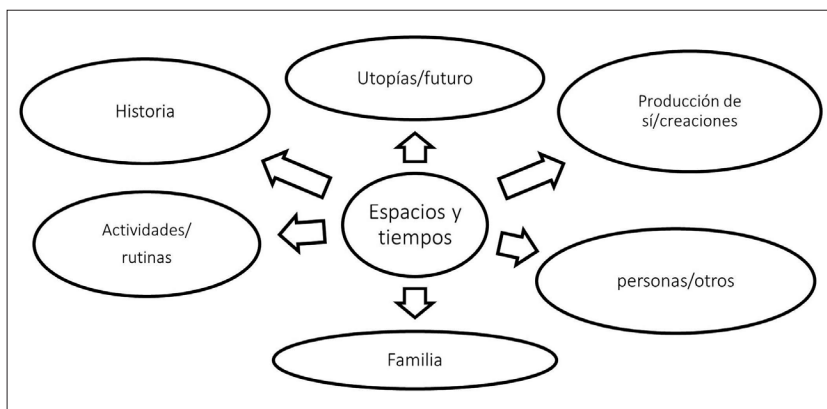 Utopías/futuro
Historia
Producción de
sí/creaciones
Espacios y
tiempos
Actividades/
rutinas
personas/otros
Familia